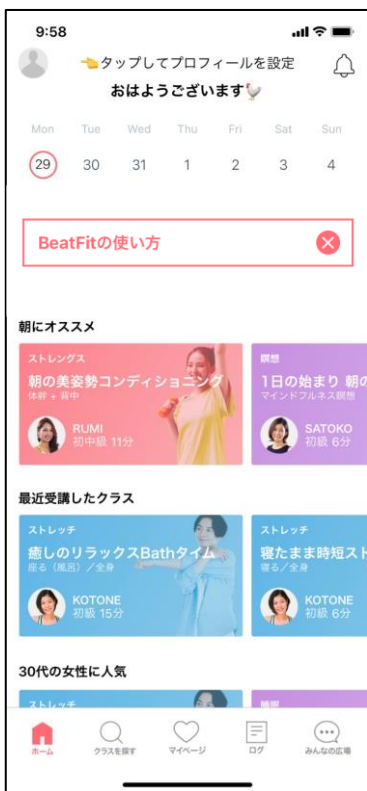 9:58
👈タップしてプロフィールを設定
おはようございます🐓
Mon Tue Wed Thu Fri Sat Sun
29 30 31 1 2 3 4
BeatFitの使い方
朝にオススメ
ストレングス
朝の美姿勢コンディショニング
体幹 + 背中
RUMI
初中級 11分
瞑想
1日の始まり 朝の
マインドフルネス瞑想
SATOKO
初級 6分
最近受講したクラス
ストレッチ
癒しのリラックスBathタイム
座る（風呂）／全身
KOTONE
初級 15分
ストレッチ
寝たまま時短スト
寝る／全身
KOTONE
初級 6分
30代の女性に人気
ストレッチ
睡眠
ホーム クラスを探す マイページ ログ みんなの広場